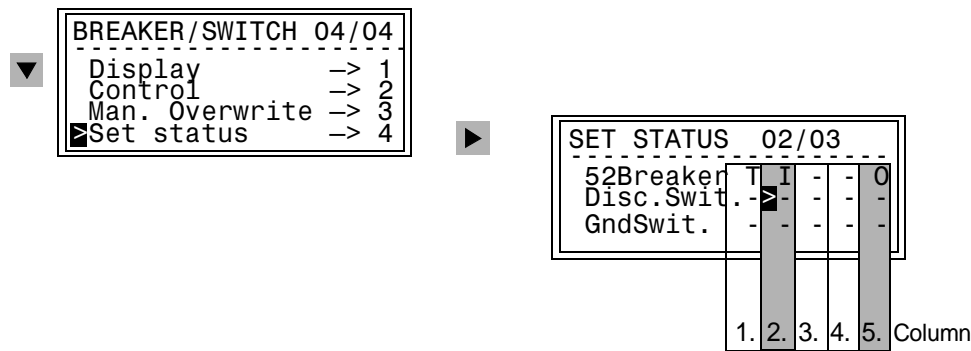 BREAKER/SWITCH 04/04
- - - - - - - - - - - - - - - - - - - -
Display –> 1
Control –> 2
Man. Overwrite –> 3
>Set status –> 4
SET STATUS 02/03
- - - - - - - - - - - - - - - - - - - -
52Breaker T I - - O
Disc.Swit. - >- - - -
GndSwit. - - - - -
1. 2. 3. 4. 5. Column